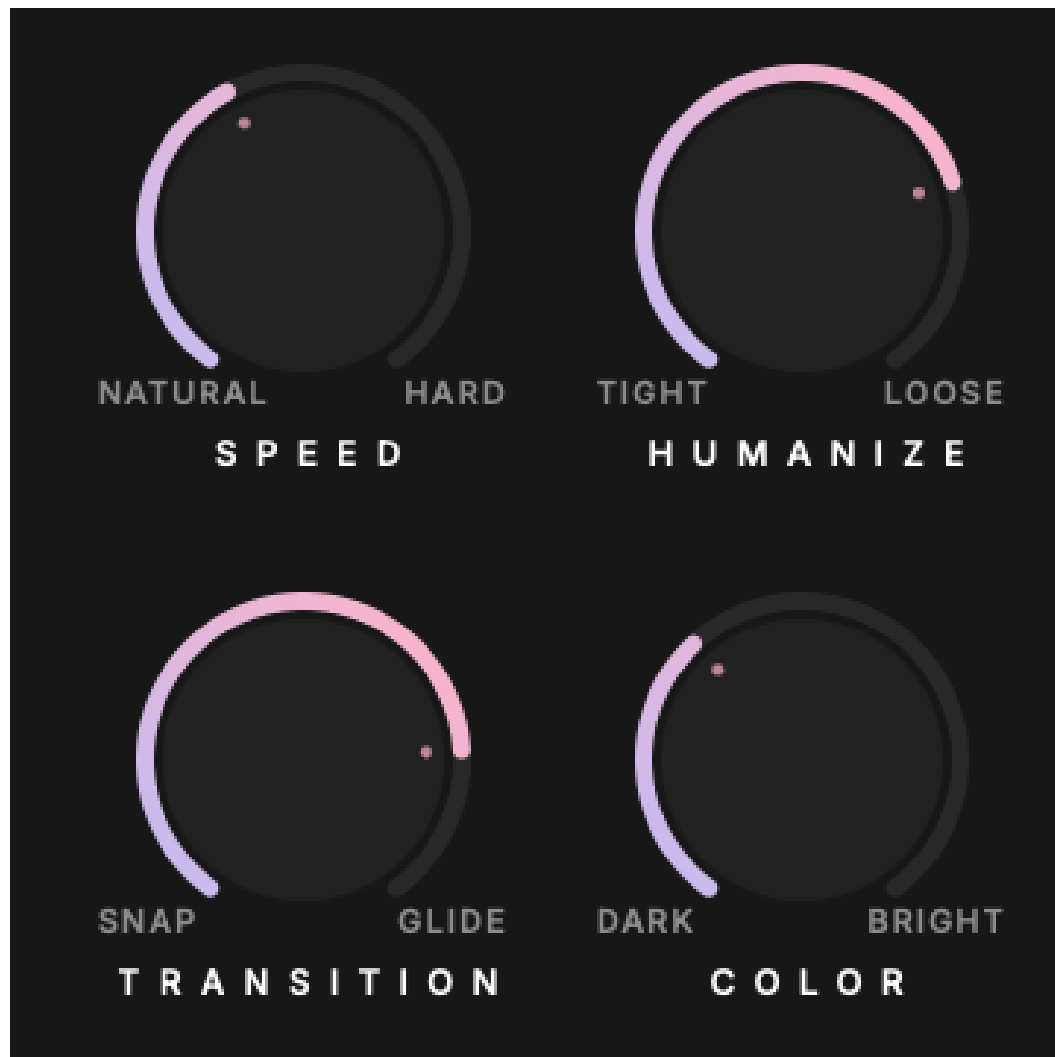 NATURAL HARD TIGHT LOOSE
SPEED HUMANIZE
SNAP GLIDE DARK BRIGHT
TRANSITION COLOR